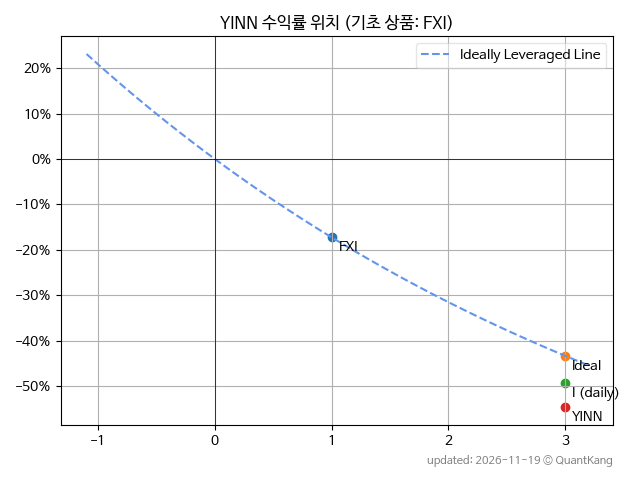 YINN 수익률 위치 (기초 상품: FXI)
Ideally Leveraged Line
20%
10%
0%
−10%
−20%
−30%
−40%
−50%
FXI
Ideal
I (daily)
YINN
−1
0
1
2
3
updated: 2026-11-19 © QuantKang